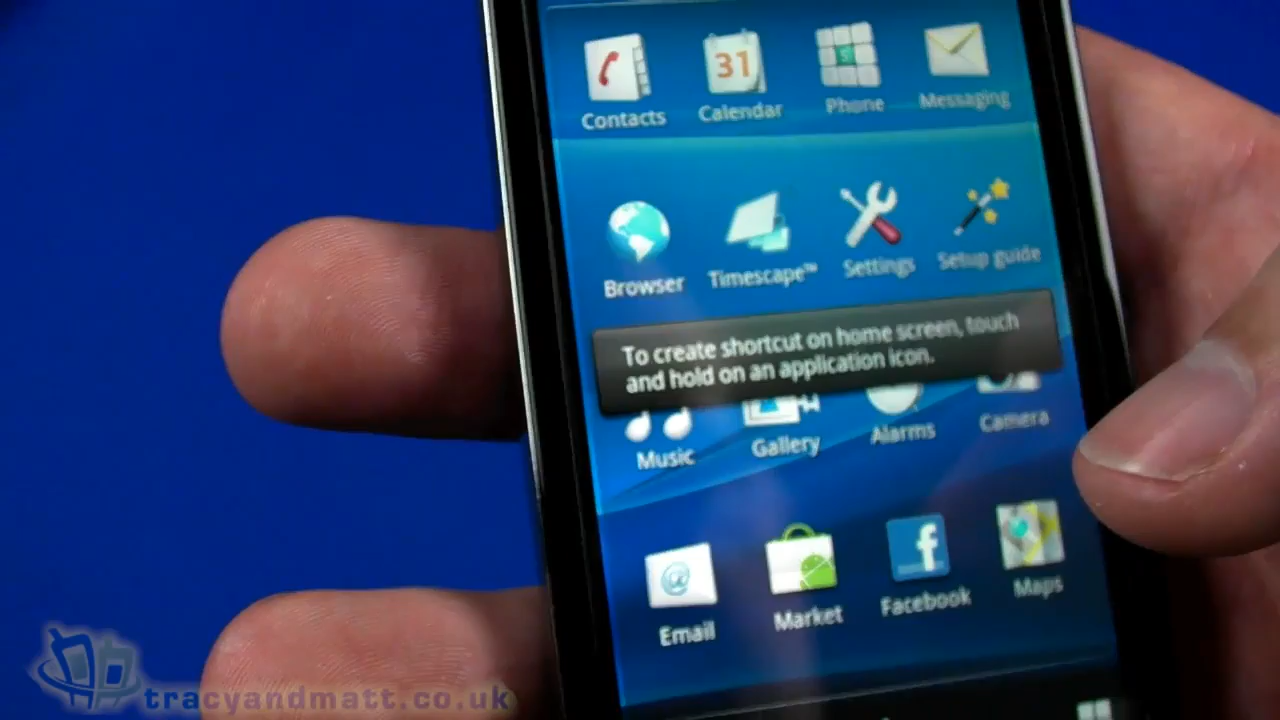 Contacts Calendar Phone Messaging
31
Browser Timescape™ Settings Setup guide
To create shortcut on home screen, touch
and hold on an application icon.
Music Gallery Alarms Camera
Email Market Facebook Maps
@ f
tracyandmatt.co.uk